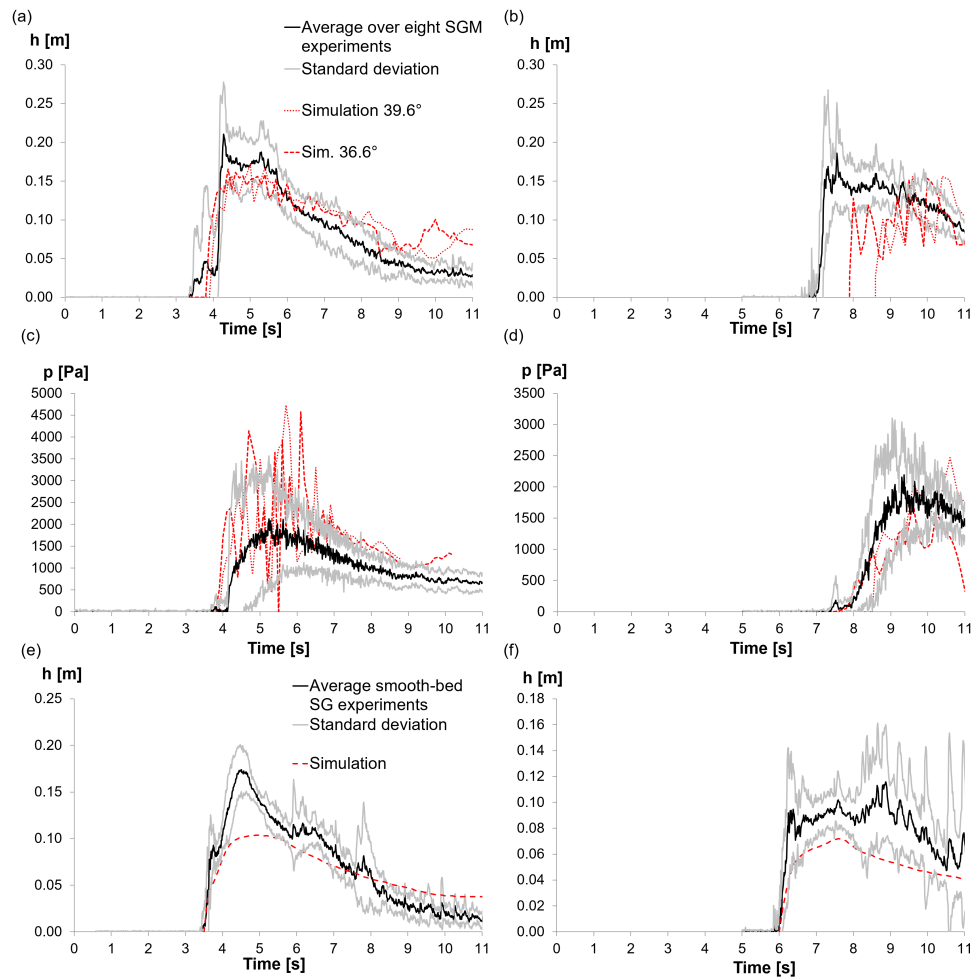 (a)
h [m]
Average over eight SGM
experiments
Standard deviation
Simulation 39.6°
Sim. 36.6°
0.30
0.25
0.20
0.15
0.10
0.05
0.00
0 1 2 3 4 5 6 7 8 9 10 11
Time [s]
(b)
h [m]
0.30
0.25
0.20
0.15
0.10
0.05
0.00
0 1 2 3 4 5 6 7 8 9 10 11
Time [s]
(c)
p [Pa]
5000
4500
4000
3500
3000
2500
2000
1500
1000
500
0
0 1 2 3 4 5 6 7 8 9 10 11
Time [s]
(d)
p [Pa]
3500
3000
2500
2000
1500
1000
500
0
0 1 2 3 4 5 6 7 8 9 10 11
Time [s]
(e)
h [m]
Average smooth-bed
SG experiments
Standard deviation
Simulation
0.25
0.20
0.15
0.10
0.05
0.00
0 1 2 3 4 5 6 7 8 9 10 11
Time [s]
(f)
h [m]
0.18
0.16
0.14
0.12
0.10
0.08
0.06
0.04
0.02
0.00
0 1 2 3 4 5 6 7 8 9 10 11
Time [s]